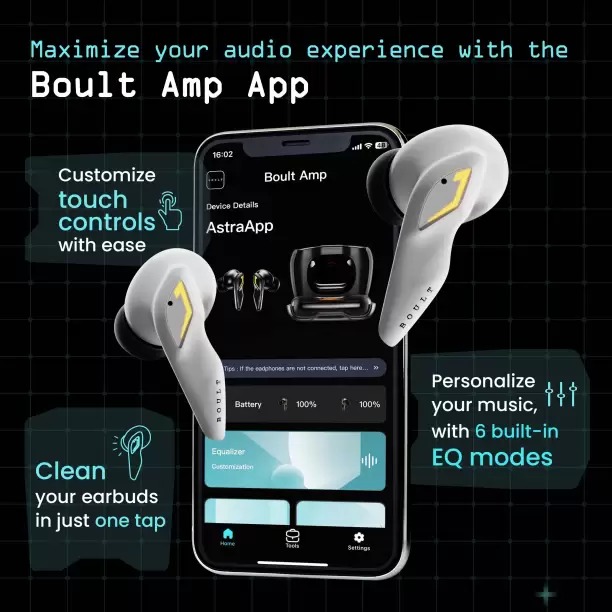 Maximize your audio experience with the
Boult Amp App
Customize
touch
controls
with ease
16:02
Boult Amp
Device Details
AstraApp
BOULT
BOULT
Tips : If the earphones are not connected, tap here... »
Battery 100% 100%
Equalizer
Customization
Home
Tools
Settings
Personalize
your music,
with 6 built-in
EQ modes
Clean
your earbuds
in just one tap